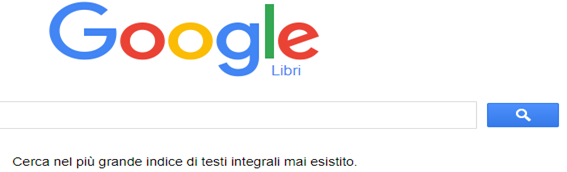 Google
Libri
Cerca nel più grande indice di testi integrali mai esistito.